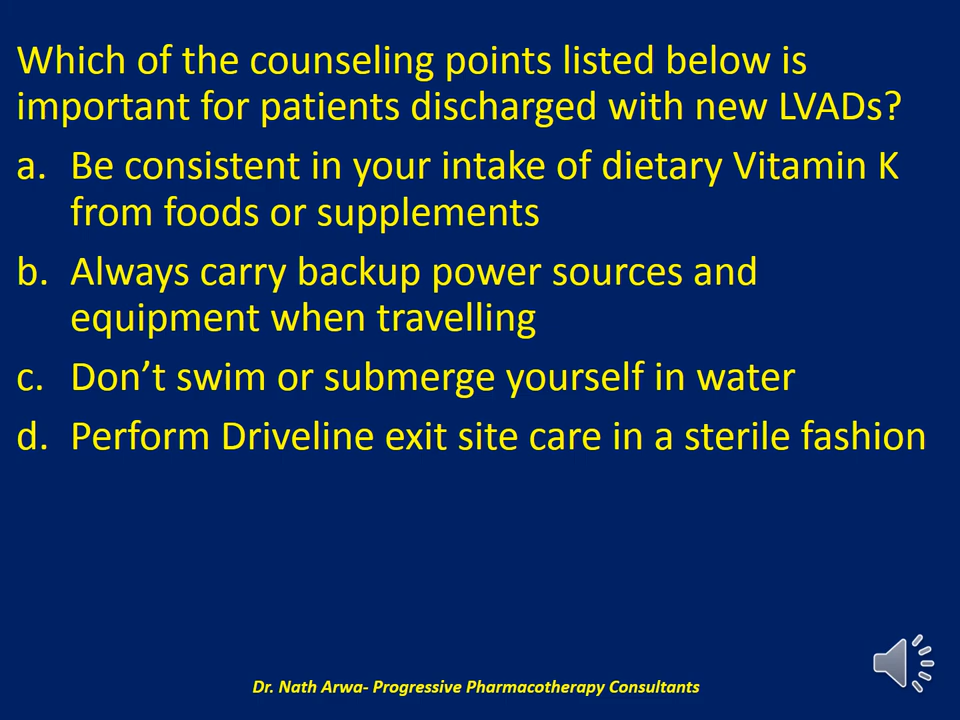 Which of the counseling points listed below is
important for patients discharged with new LVADs?
a. Be consistent in your intake of dietary Vitamin K
from foods or supplements
b. Always carry backup power sources and
equipment when travelling
c. Don’t swim or submerge yourself in water
d. Perform Driveline exit site care in a sterile fashion
Dr. Nath Arwa- Progressive Pharmacotherapy Consultants